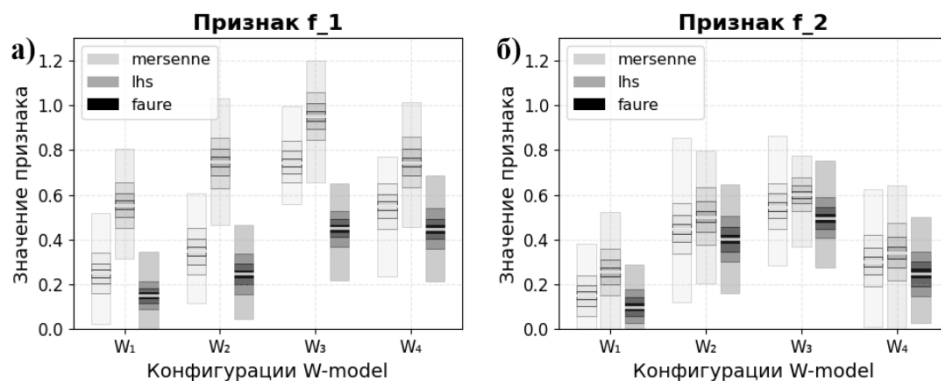 а)
Признак f_1
mersenne
lhs
faure
Значение признака
1.2
1.0
0.8
0.6
0.4
0.2
0.0
W₁ W₂ W₃ W₄
Конфигурации W-model
б)
Признак f_2
mersenne
lhs
faure
Значение признака
1.2
1.0
0.8
0.6
0.4
0.2
0.0
W₁ W₂ W₃ W₄
Конфигурации W-model